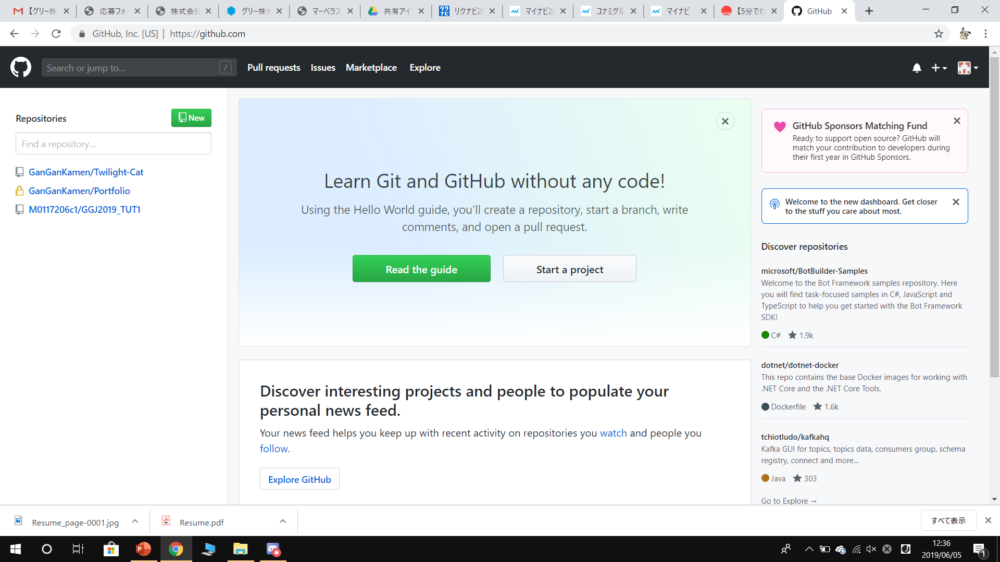 【グリー株
応募フォー
株式会社
グリー株式
マーベラス
共有アイ
リクナビ20
マイナビ20
コナミグル
マイナビ
【5分でわ
GitHub
GitHub, Inc. [US] | https://github.com
Search or jump to... /
Pull requests Issues Marketplace Explore
Repositories
New
Find a repository...
GanGanKamen/Twilight-Cat
GanGanKamen/Portfolio
M0117206c1/GGJ2019_TUT1
Learn Git and GitHub without any code!
Using the Hello World guide, you’ll create a repository, start a branch, write
comments, and open a pull request.
Read the guide
Start a project
Discover interesting projects and people to populate your
personal news feed.
Your news feed helps you keep up with recent activity on repositories you watch and people you
follow.
Explore GitHub
GitHub Sponsors Matching Fund
Ready to support open source? GitHub will
match your contribution to developers during
their first year in GitHub Sponsors.
Welcome to the new dashboard. Get closer
to the stuff you care about most.
Discover repositories
microsoft/BotBuilder-Samples
Welcome to the Bot Framework samples repository. Here
you will find task-focused samples in C#, JavaScript and
TypeScript to help you get started with the Bot Framework
SDK!
C# 1.9k
dotnet/dotnet-docker
This repo contains the base Docker images for working with
.NET Core and the .NET Core Tools.
Dockerfile 1.6k
tchiotludo/kafkahq
Kafka GUI for topics, topics data, consumers group, schema
registry, connect and more...
Java 303
Go to Explore →
Resume_page-0001.jpg
Resume.pdf
すべて表示
12:36
2019/06/05
1